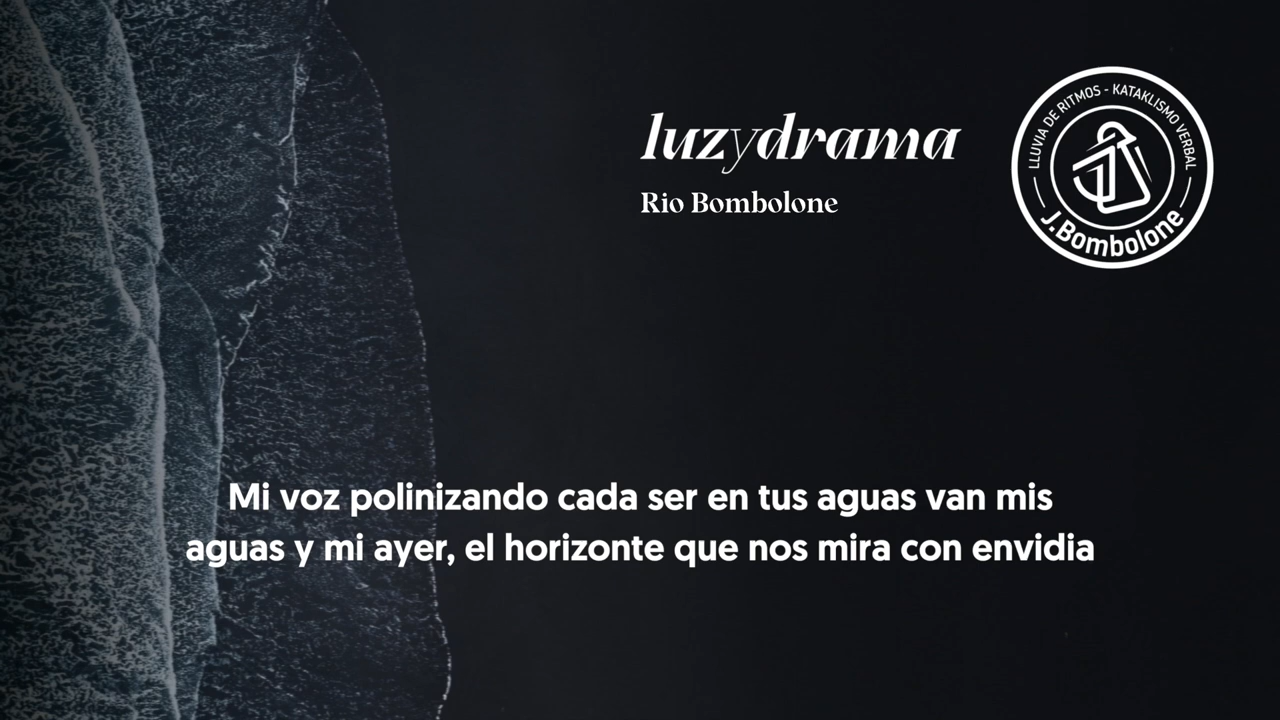 luzydrama
Rio Bombolone
LLUVIA DE RITMOS - KATAKLISMO VERBAL
J.Bombolone
Mi voz polinizando cada ser en tus aguas van mis
aguas y mi ayer, el horizonte que nos mira con envidia